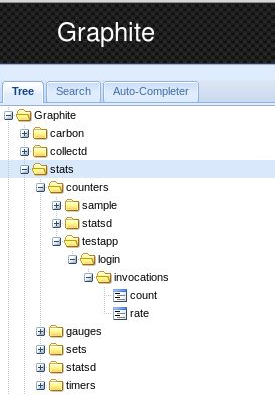 Graphite
Tree Search Auto-Completer
Graphite
carbon
collectd
stats
counters
sample
statsd
testapp
login
invocations
count
rate
gauges
sets
statsd
timers